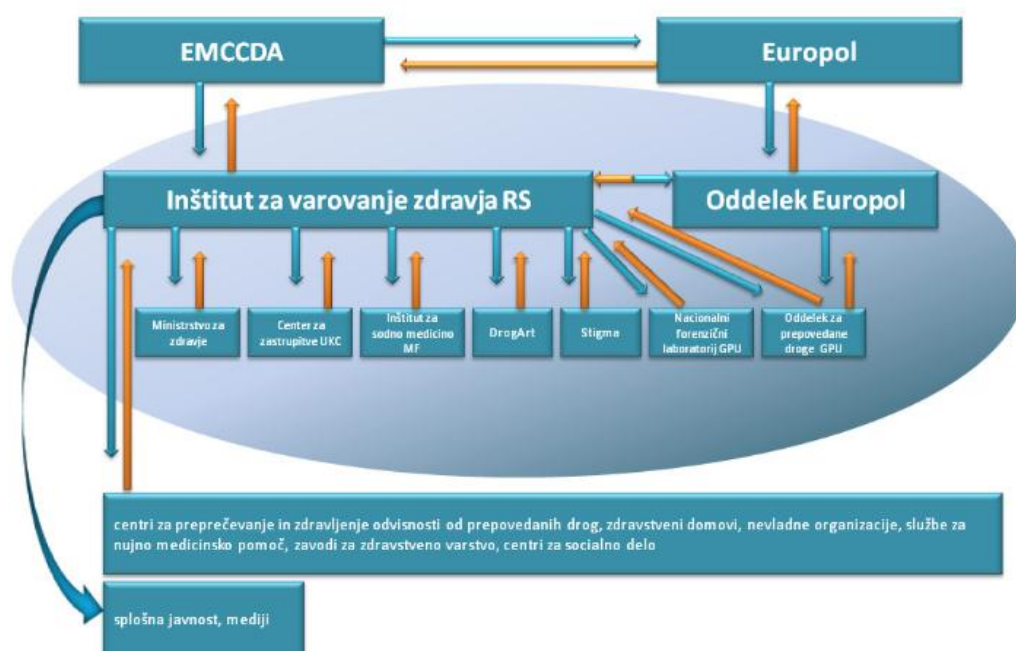 EMCCDA
Europol
Inštitut za varovanje zdravja RS
Oddelek Europol
Ministrstvo za
zdravje
Center za
zastrupitve UKC
Inštitut za
sodno medicino
MF
DrogArt
Stigma
Nacionalni
forenzični
laboratorij GPU
Oddelek za
prepovedane
droge GPU
centri za preprečevanje in zdravljenje odvisnosti od prepovedanih drog, zdravstveni domovi, nevladne organizacije, službe za
nujno medicinsko pomoč, zavodi za zdravstveno varstvo, centri za socialno delo
splošna javnost, mediji